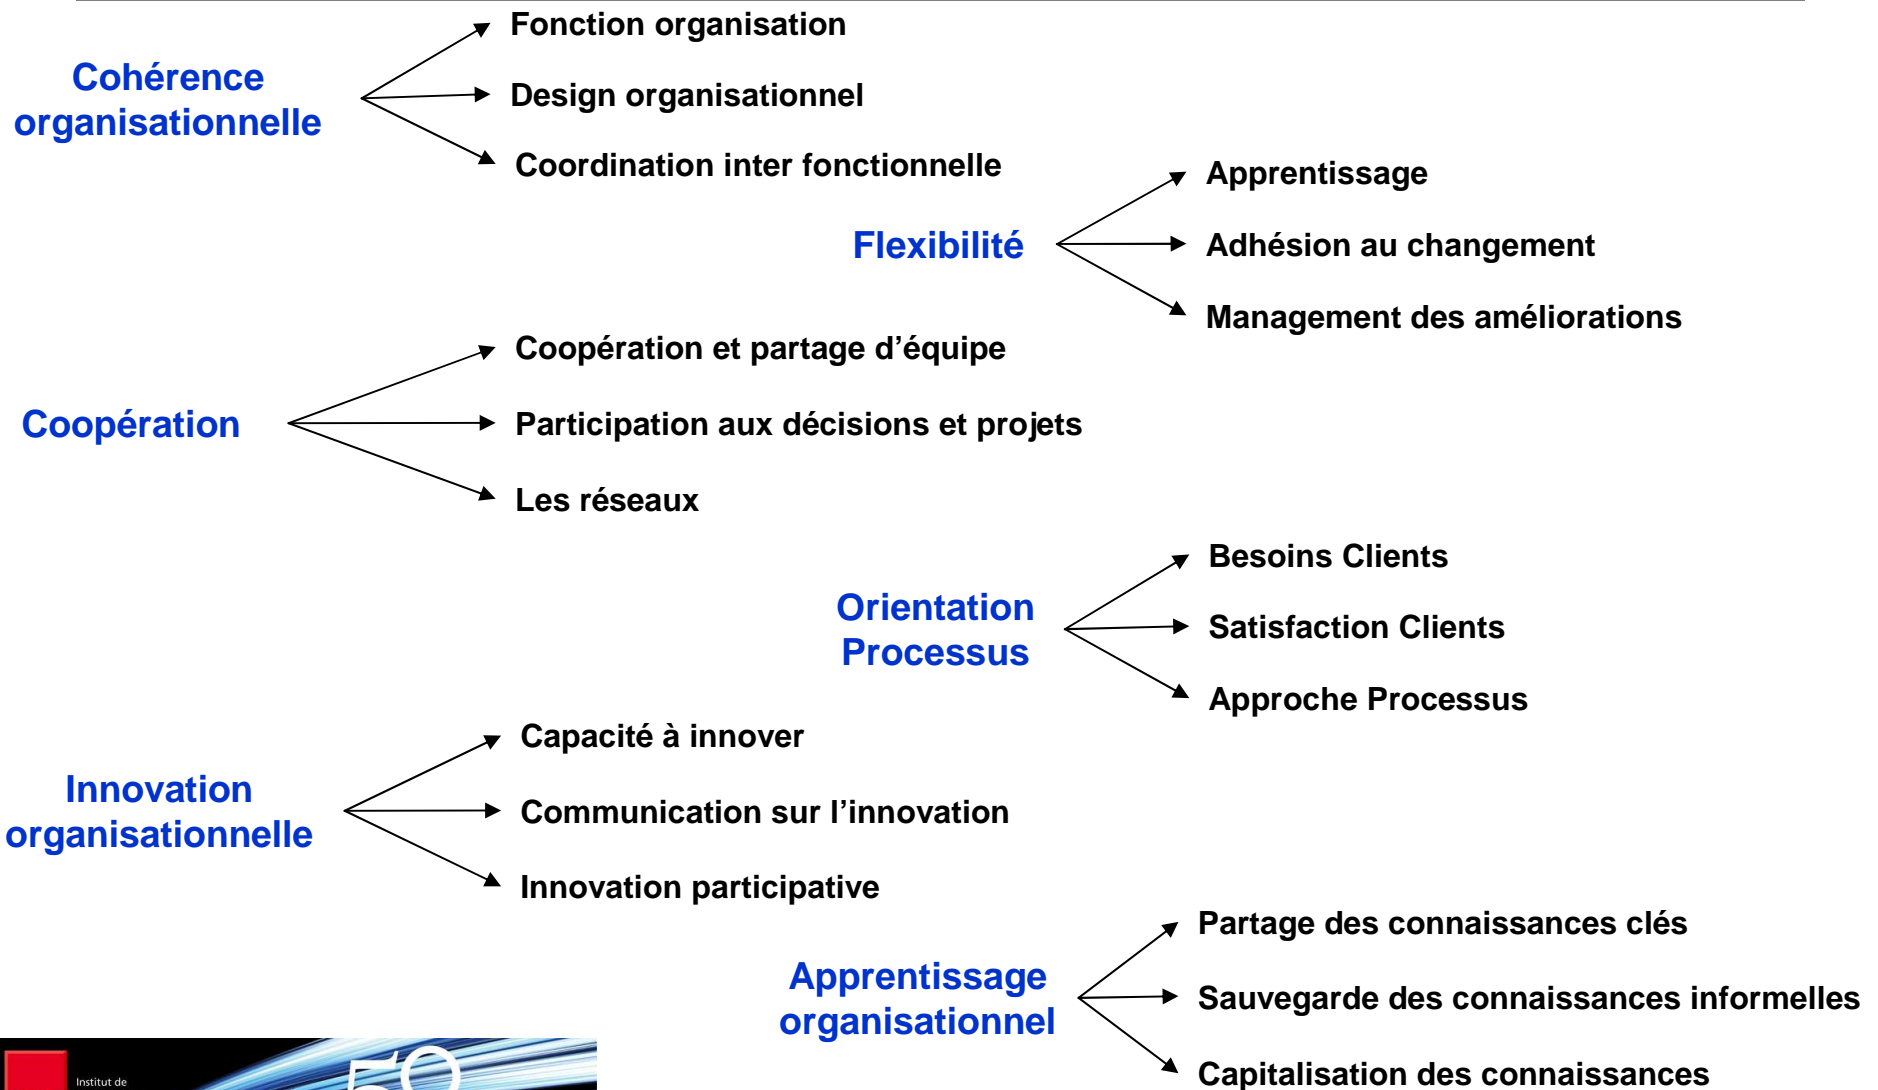 Fonction organisation
Cohérence
organisationnelle
Design organisationnel
Coordination inter fonctionnelle
Apprentissage
Flexibilité
Adhésion au changement
Management des améliorations
Coopération et partage d’équipe
Coopération
Participation aux décisions et projets
Les réseaux
Besoins Clients
Orientation
Processus
Satisfaction Clients
Approche Processus
Capacité à innover
Innovation
organisationnelle
Communication sur l’innovation
Innovation participative
Partage des connaissances clés
Apprentissage
organisationnel
Sauvegarde des connaissances informelles
Capitalisation des connaissances
Institut de
50